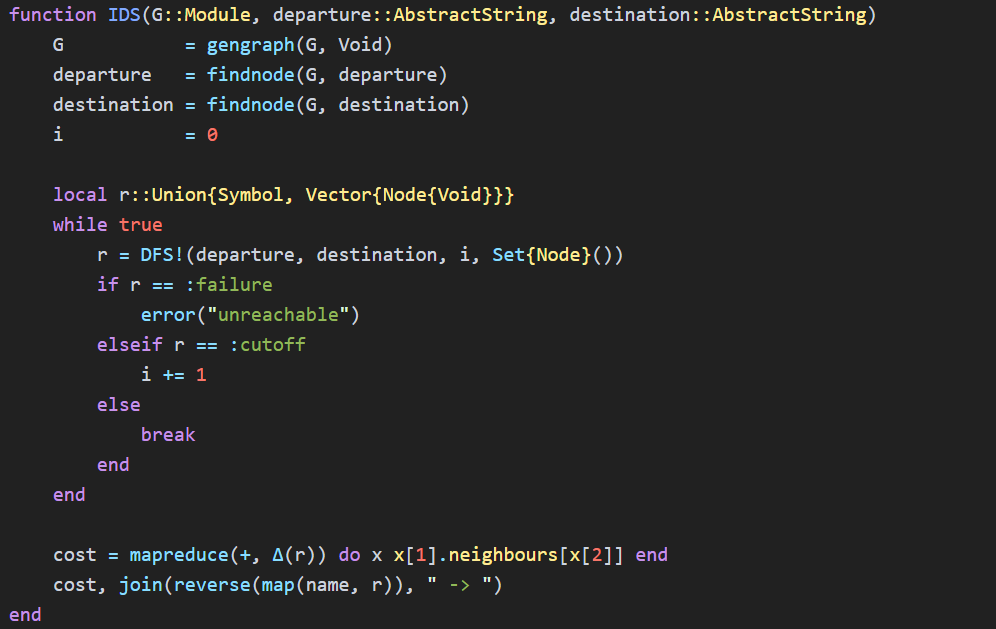 function IDS(G::Module, departure::AbstractString, destination::AbstractString)
    G           = gengraph(G, Void)
    departure   = findnode(G, departure)
    destination = findnode(G, destination)
    i           = 0

    local r::Union{Symbol, Vector{Node{Void}}}
    while true
        r = DFS!(departure, destination, i, Set{Node}())
        if r == :failure
            error("unreachable")
        elseif r == :cutoff
            i += 1
        else
            break
        end
    end

    cost = mapreduce(+, Δ(r)) do x x[1].neighbours[x[2]] end
    cost, join(reverse(map(name, r)), " -> ")
end